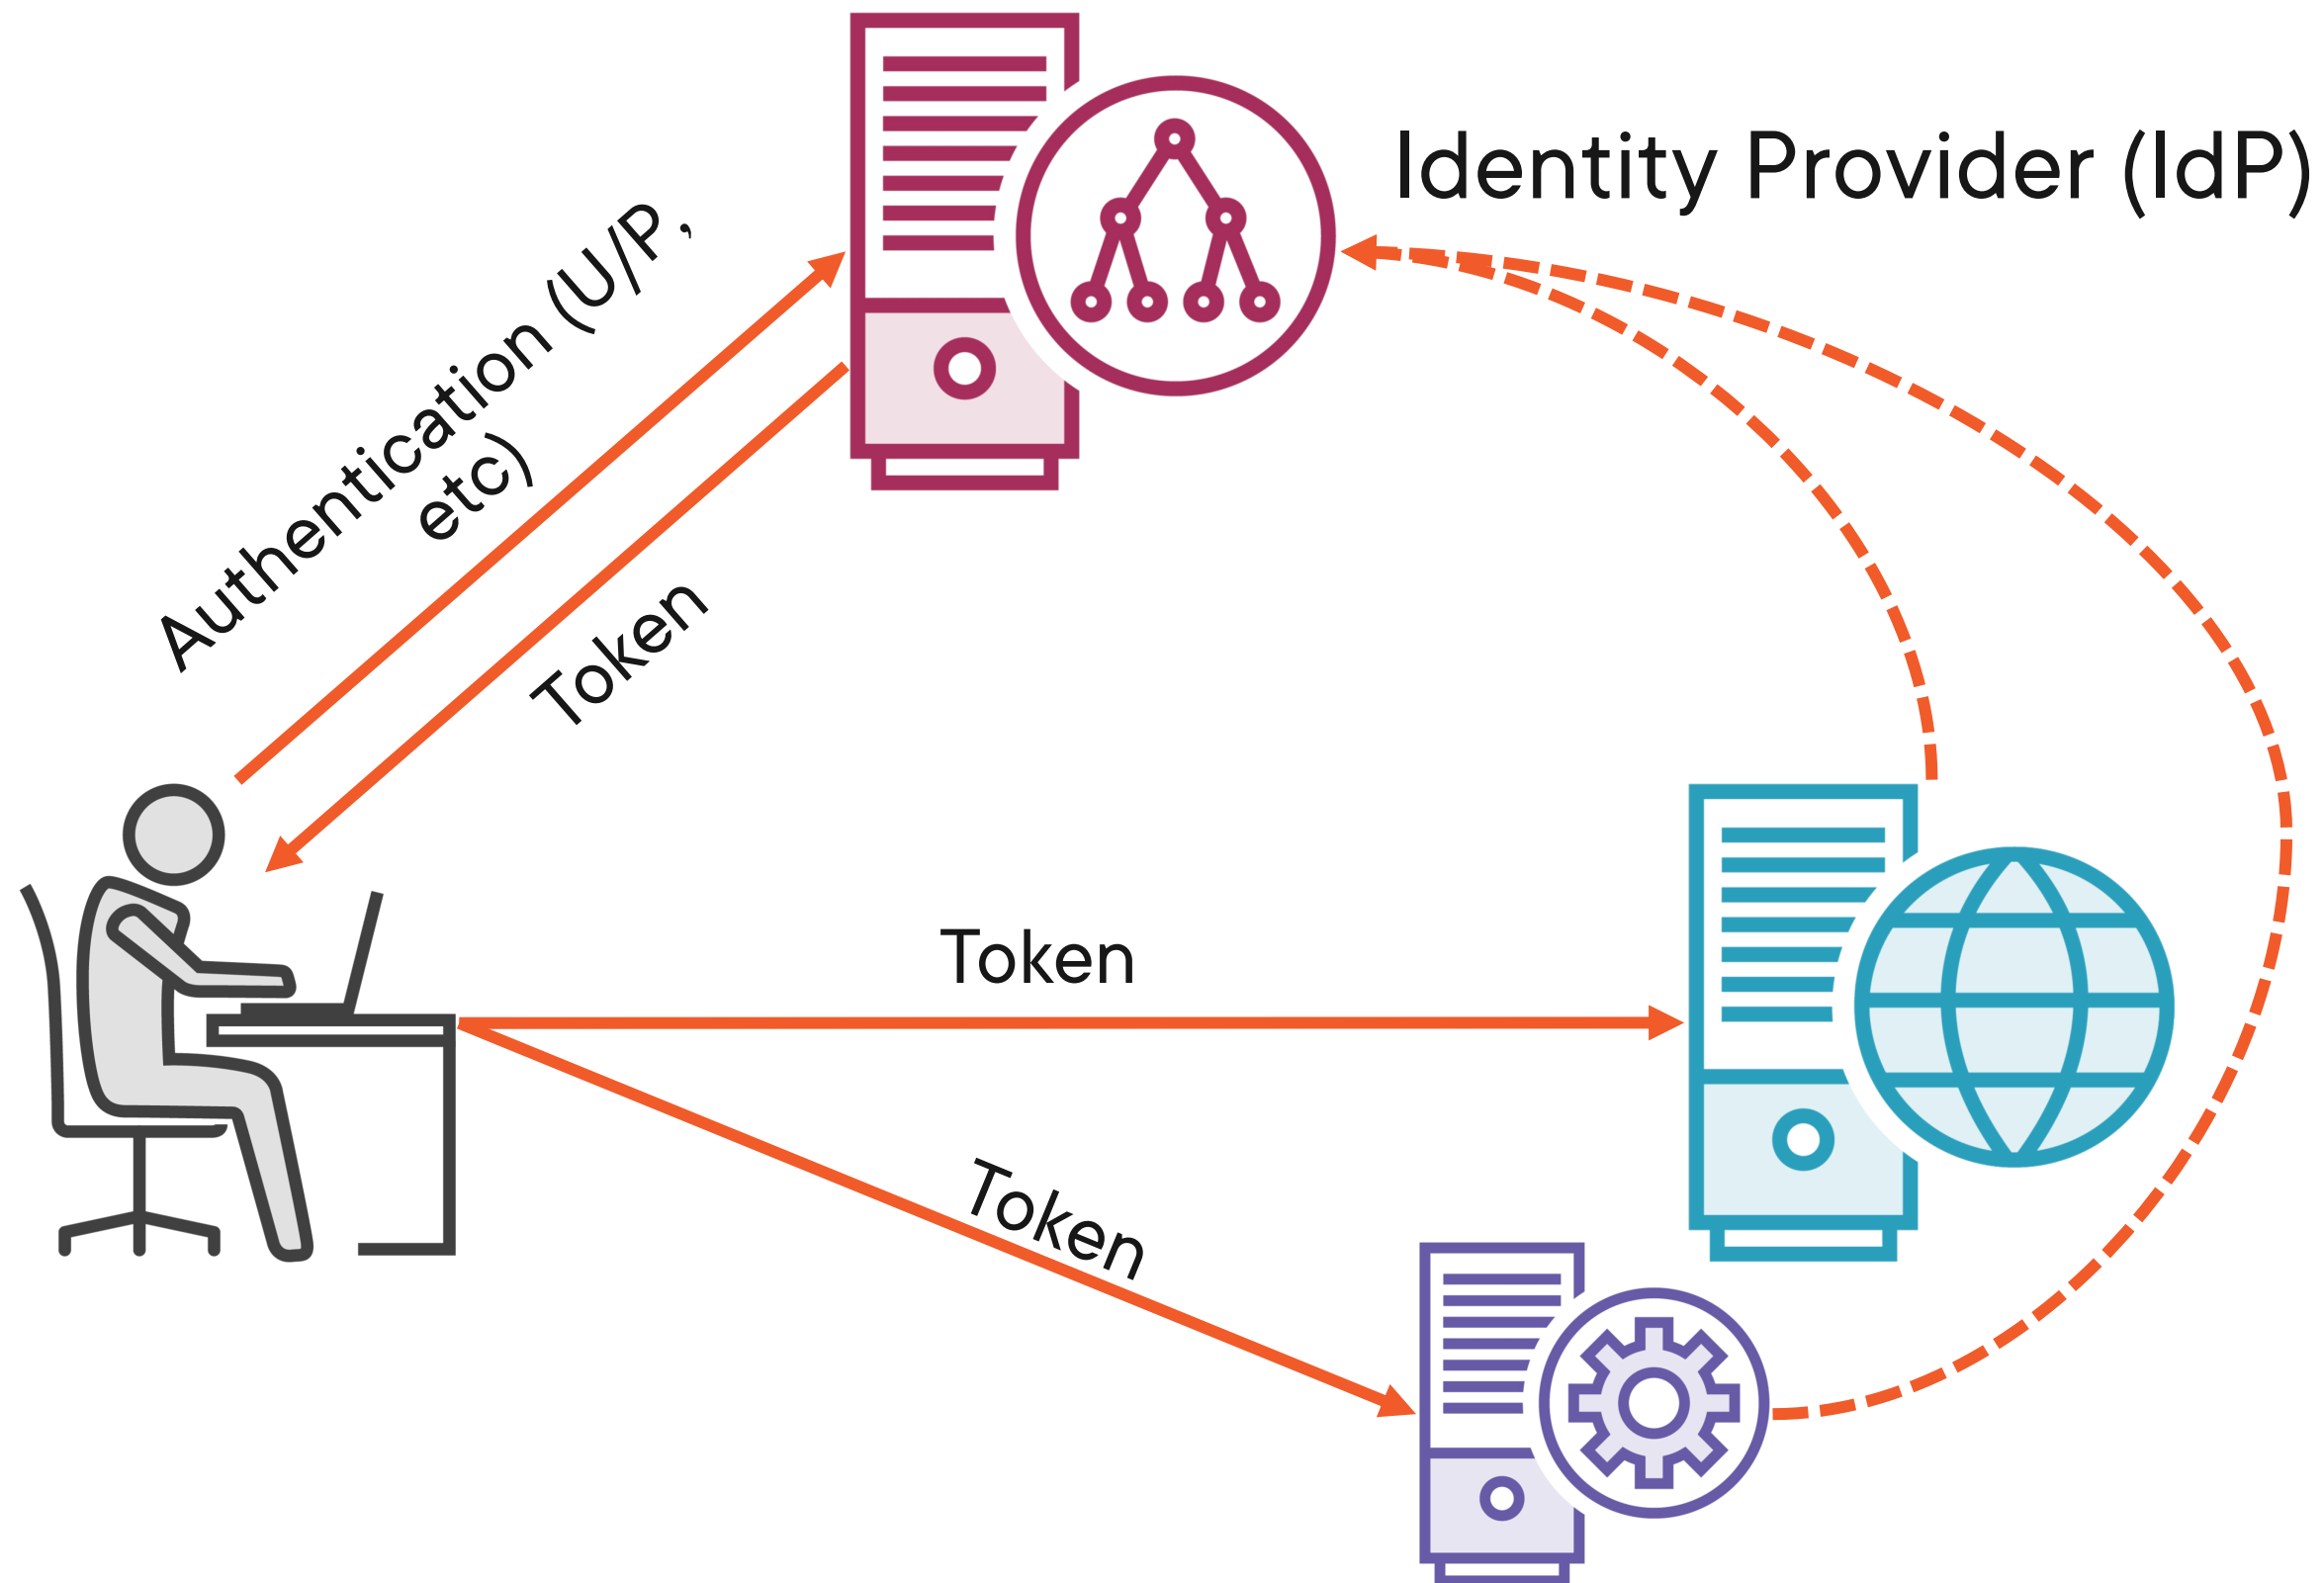 Identity Provider (IdP)
Authentication (U/P,
etc)
Token
Token
Token